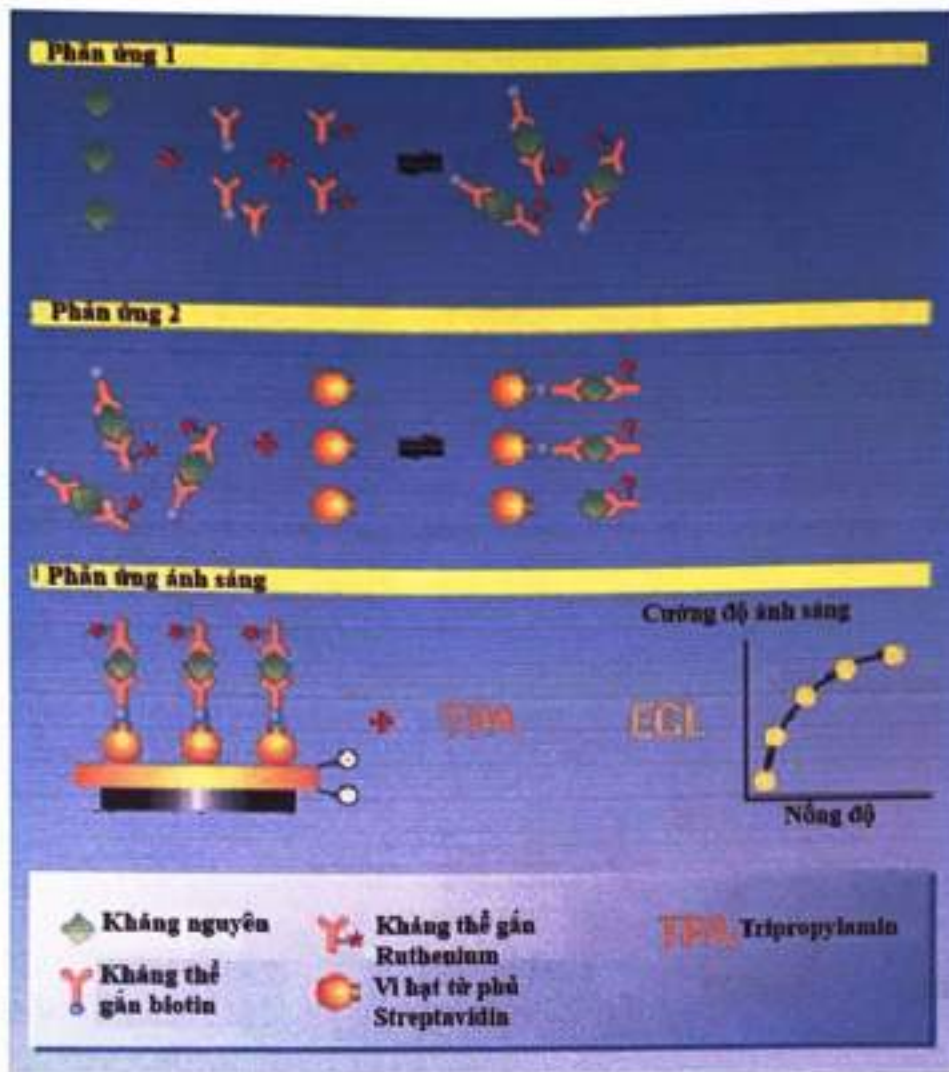 Phản ứng 1
Phản ứng 2
Phản ứng ánh sáng
Cường độ ánh sáng
TPA
ECL
Nồng độ
Kháng nguyên
Kháng thể gắn
Ruthenium
TPA Tripropylamin
Kháng thể
gắn biotin
Vi hạt từ phủ
Streptavidin